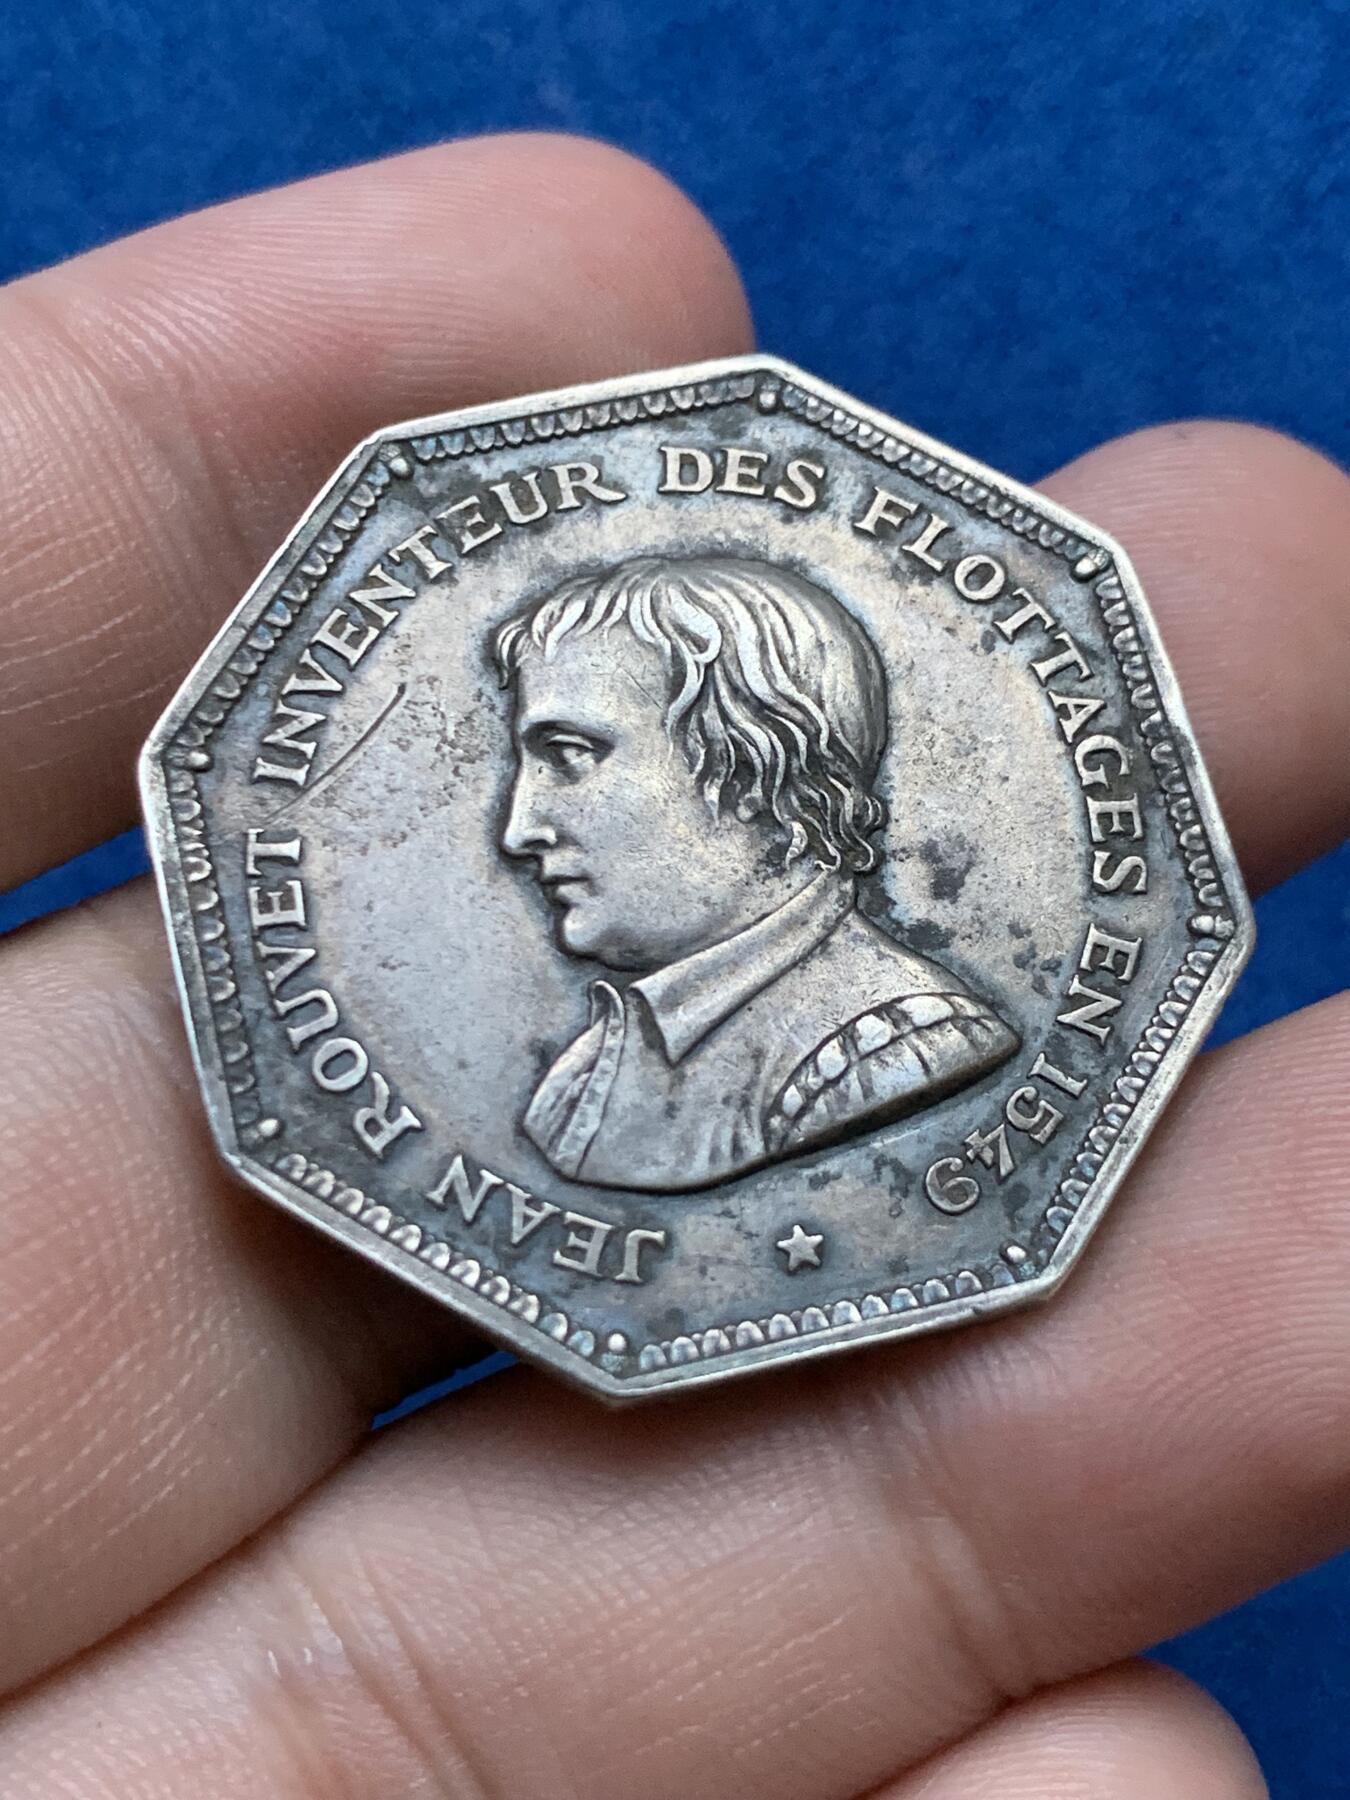 JEAN ROUVET INVENTEUR DES FLOTTAGES EN 1549